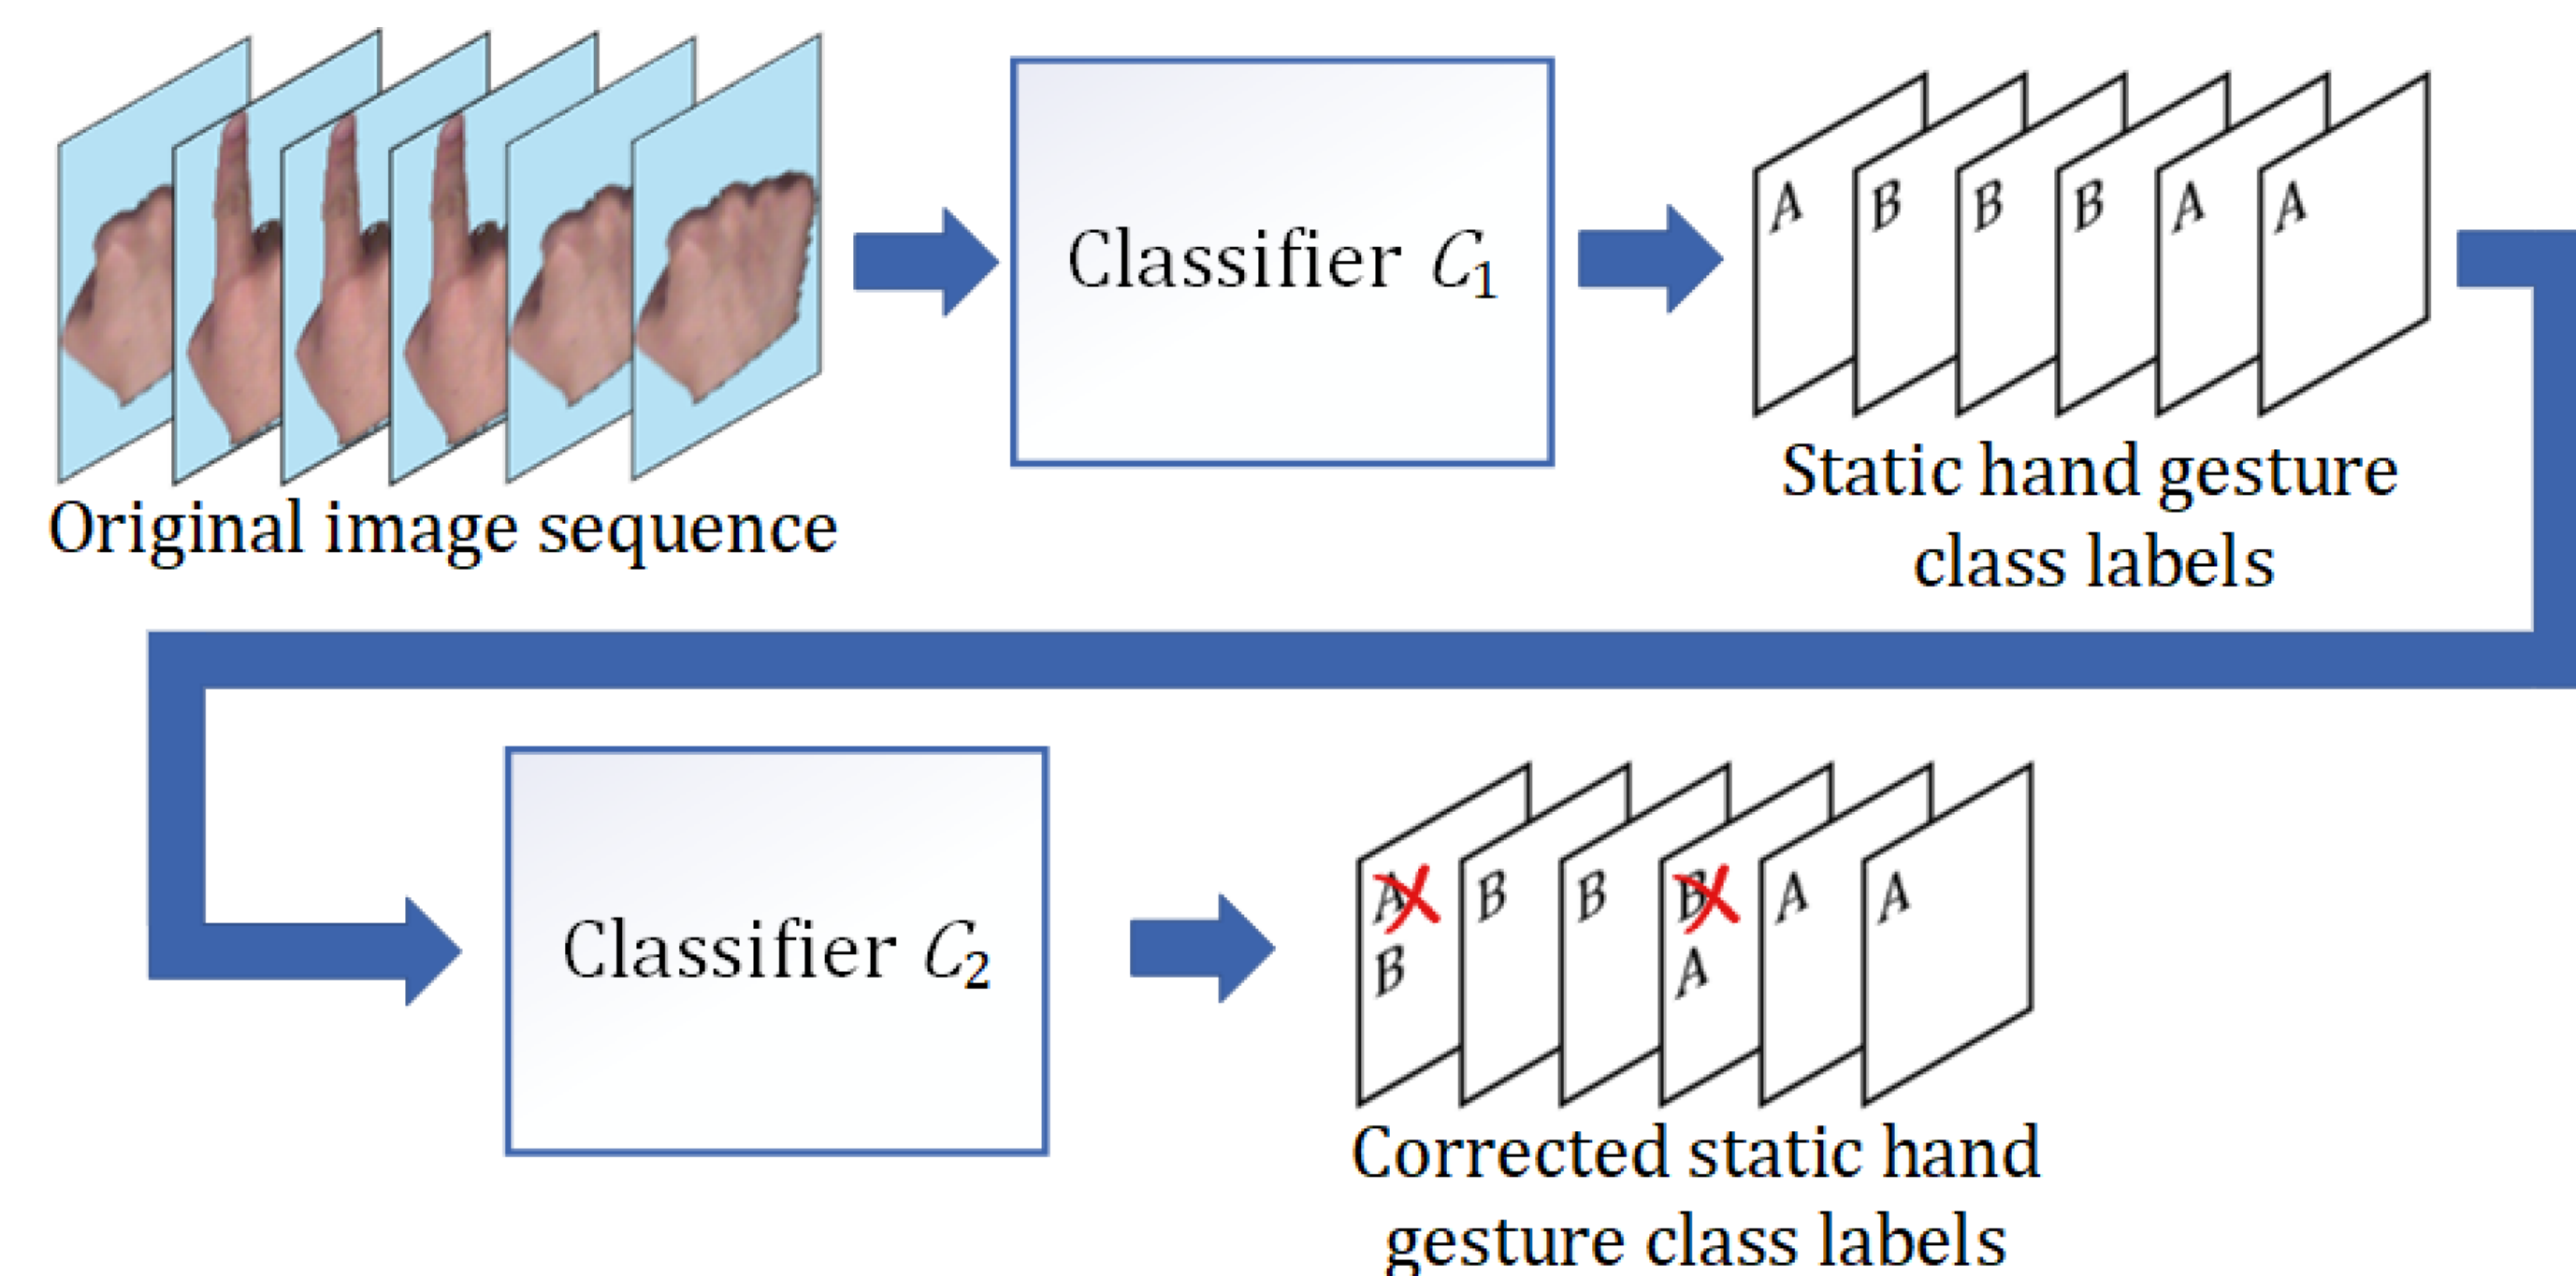 Classifier C1
A B B B A A
Original image sequence
Static hand gesture
class labels
Classifier C2
A B B B A A
B A
Corrected static hand
gesture class labels